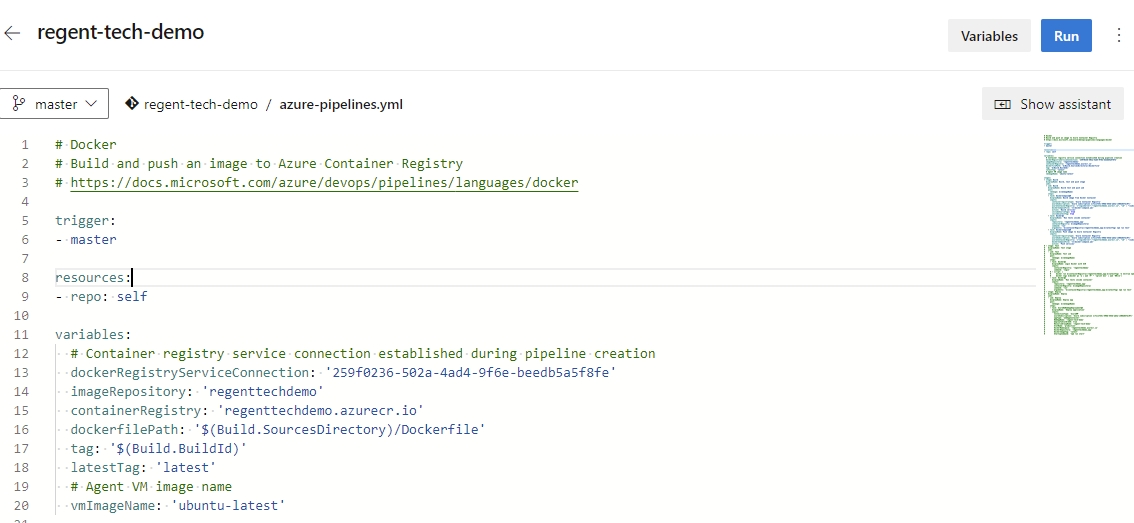 regent-tech-demo
Variables
Run
master
regent-tech-demo / azure-pipelines.yml
Show assistant
1 # Docker
2 # Build and push an image to Azure Container Registry
3 # https://docs.microsoft.com/azure/devops/pipelines/languages/docker
4
5 trigger:
6 - master
7
8 resources:
9 - repo: self
10
11 variables:
12   # Container registry service connection established during pipeline creation
13   dockerRegistryServiceConnection: '259f0236-502a-4ad4-9f6e-beedb5a5f8fe'
14   imageRepository: 'regenttechdemo'
15   containerRegistry: 'regenttechdemo.azurecr.io'
16   dockerfilePath: '$(Build.SourcesDirectory)/Dockerfile'
17   tag: '$(Build.BuildId)'
18   latestTag: 'latest'
19   # Agent VM image name
20   vmImageName: 'ubuntu-latest'